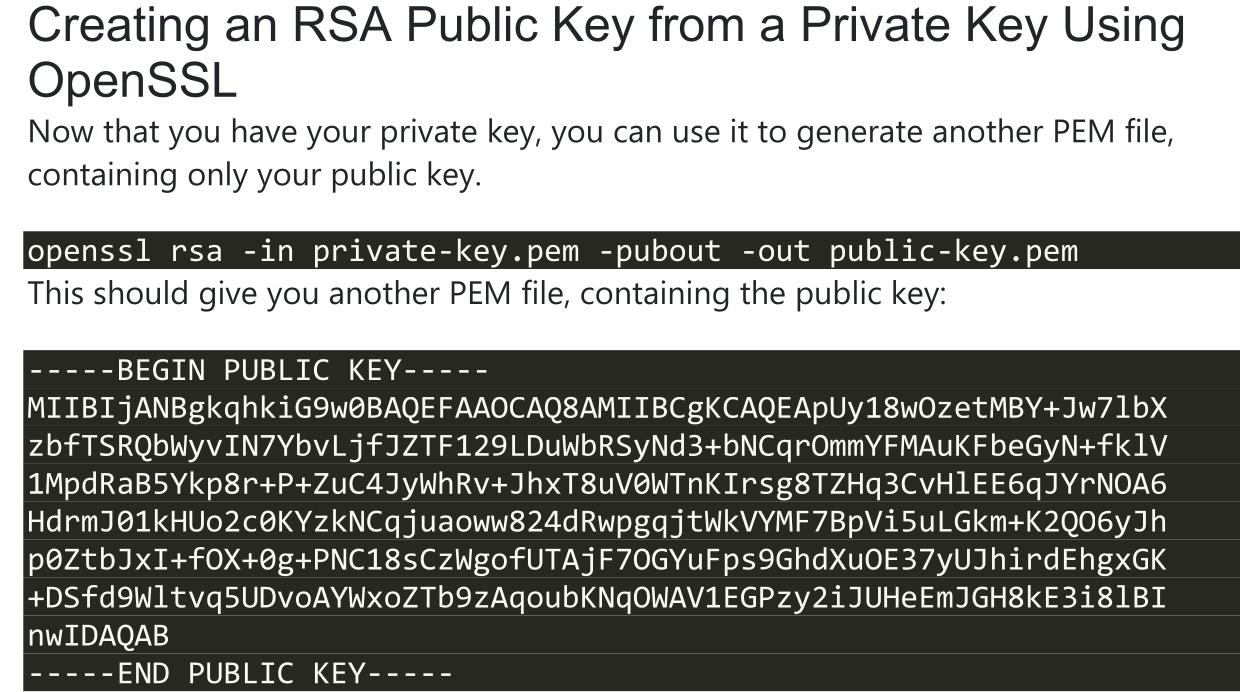 Creating an RSA Public Key from a Private Key Using
OpenSSL
Now that you have your private key, you can use it to generate another PEM file,
containing only your public key.
openssl rsa -in private-key.pem -pubout -out public-key.pem
This should give you another PEM file, containing the public key:
-----BEGIN PUBLIC KEY-----
MIIBIjANBgkqhkiG9w0BAQEFAAOCAQ8AMIIBCgKCAQEApUy18wOzetMBY+Jw7lbX
zbfTSRQbWyvIN7YbvLjfJZTF129LDuWbRSyNd3+bNCqrOmmYFMAuKFbeGyN+fklV
1MpdRaB5Ykp8r+P+ZuC4JyWhRv+JhxT8uV0WTnKIrsg8TZHq3CvHlEE6qJYrNOA6
HdrmJ01kHUo2c0KYzkNCqjuaoww824dRwpgqjtWkVYMF7BpVi5uLGkm+K2QO6yJh
p0ZtbJxI+fOX+0g+PNC18sCzWgofUTAjF7OGYuFps9GhdXuOE37yUJhirdEhgxGK
+DSfd9Wltvq5UDvoAYWxoZTb9zAqoubKNqOWAV1EGPzy2iJUHeEmJGH8kE3i8lBI
nwIDAQAB
-----END PUBLIC KEY-----